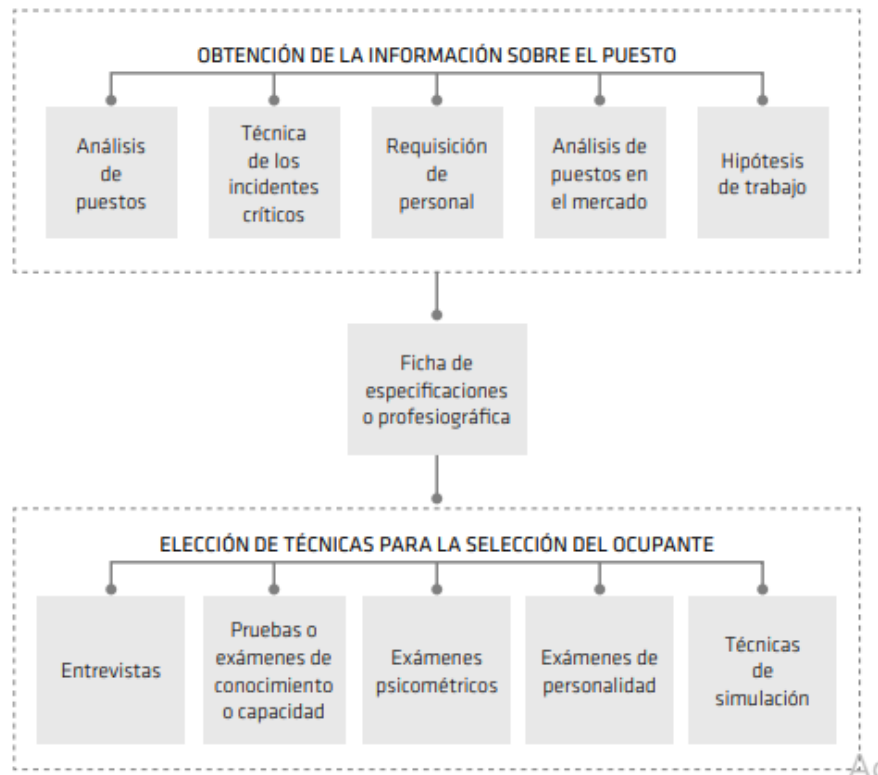 OBTENCIÓN DE LA INFORMACIÓN SOBRE EL PUESTO
Análisis
de
puestos
Técnica
de los
incidentes
críticos
Requisición
de
personal
Análisis de
puestos en
el mercado
Hipótesis
de trabajo
Ficha de
especificaciones
o profesiográfica
ELECCIÓN DE TÉCNICAS PARA LA SELECCIÓN DEL OCUPANTE
Entrevistas
Pruebas o
exámenes de
conocimiento
o capacidad
Exámenes
psicométricos
Exámenes de
personalidad
Técnicas
de
simulación